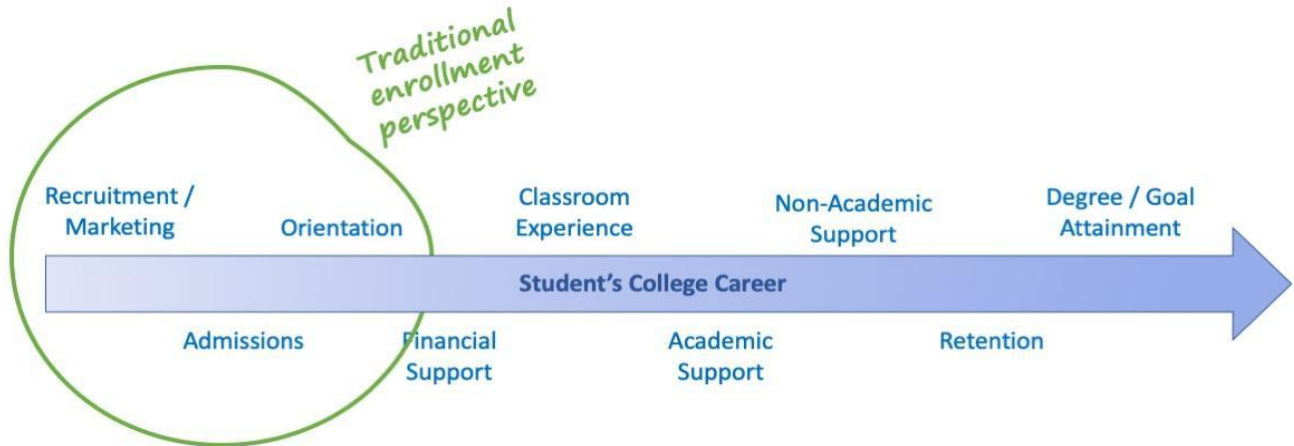 Traditional
enrollment
perspective
Recruitment /
Marketing
Orientation
Classroom
Experience
Non-Academic
Support
Degree / Goal
Attainment
Student's College Career
Admissions
Financial
Support
Academic
Support
Retention